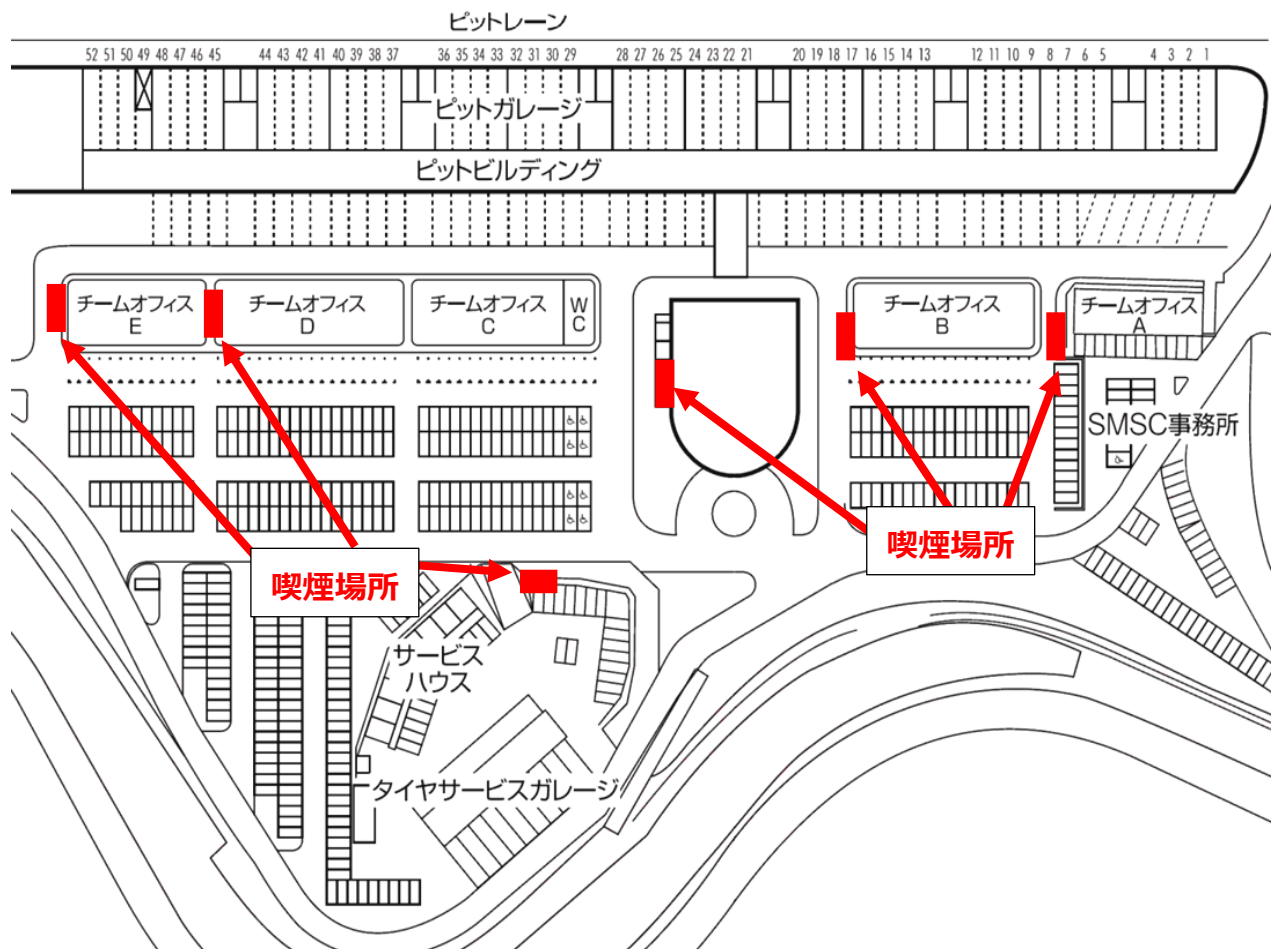 ピットレーン
52 51 50 49 48 47 46 45 44 43 42 41 40 39 38 37 36 35 34 33 32 31 30 29 28 27 26 25 24 23 22 21 20 19 18 17 16 15 14 13 12 11 10 9 8 7 6 5 4 3 2 1
ピットガレージ
ピットビルディング
チームオフィス
E
チームオフィス
D
チームオフィス
C
W
C
チームオフィス
B
チームオフィス
A
SMSC事務所
喫煙場所
喫煙場所
サービス
ハウス
タイヤサービスガレージ